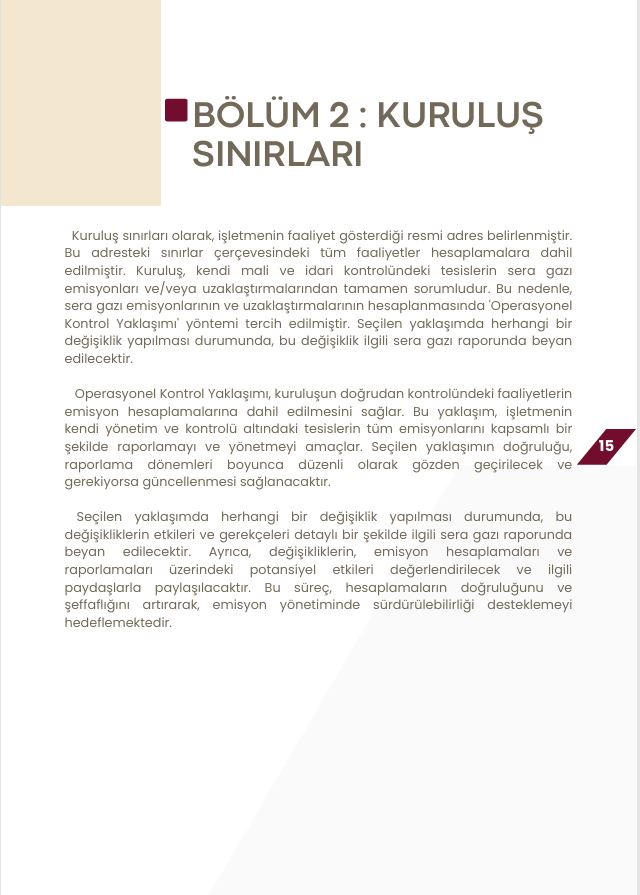 BÖLÜM 2 : KURULUŞ
SINIRLARI
Kuruluş sınırları olarak, işletmenin faaliyet gösterdiği resmi adres belirlenmiştir.
Bu adresteki sınırlar çerçevesindeki tüm faaliyetler hesaplamalara dahil
edilmiştir. Kuruluş, kendi mali ve idari kontrolündeki tesislerin sera gazı
emisyonları ve/veya uzaklaştırmalarından tamamen sorumludur. Bu nedenle,
sera gazı emisyonlarının ve uzaklaştırmalarının hesaplanmasında 'Operasyonel
Kontrol Yaklaşımı' yöntemi tercih edilmiştir. Seçilen yaklaşımda herhangi bir
değişiklik yapılması durumunda, bu değişiklik ilgili sera gazı raporunda beyan
edilecektir.
Operasyonel Kontrol Yaklaşımı, kuruluşun doğrudan kontrolündeki faaliyetlerin
emisyon hesaplamalarına dahil edilmesini sağlar. Bu yaklaşım, işletmenin
kendi yönetim ve kontrolü altındaki tesislerin tüm emisyonlarını kapsamlı bir
şekilde raporlamayı ve yönetmeyi amaçlar. Seçilen yaklaşımın doğruluğu,
raporlama dönemleri boyunca düzenli olarak gözden geçirilecek ve
gerekiyorsa güncellenmesi sağlanacaktır.
15
Seçilen yaklaşımda herhangi bir değişiklik yapılması durumunda, bu
değişikliklerin etkileri ve gerekçeleri detaylı bir şekilde ilgili sera gazı raporunda
beyan edilecektir. Ayrıca, değişikliklerin, emisyon hesaplamaları ve
raporlamaları üzerindeki potansiyel etkileri değerlendirilecek ve ilgili
paydaşlarla paylaşılacaktır. Bu süreç, hesaplamaların doğruluğunu ve
şeffaflığını artırarak, emisyon yönetiminde sürdürülebilirliği desteklemeyi
hedeflemektedir.